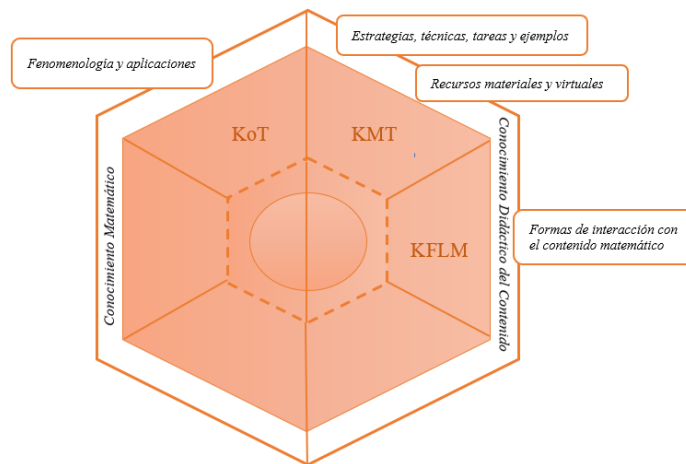 Estrategias, técnicas, tareas y ejemplos
Fenomenología y aplicaciones
Recursos materiales y virtuales
KoT
KMT
Conocimiento Matemático
Conocimiento Didáctico del Contenido
Formas de interacción con
el contenido matemático
KFLM